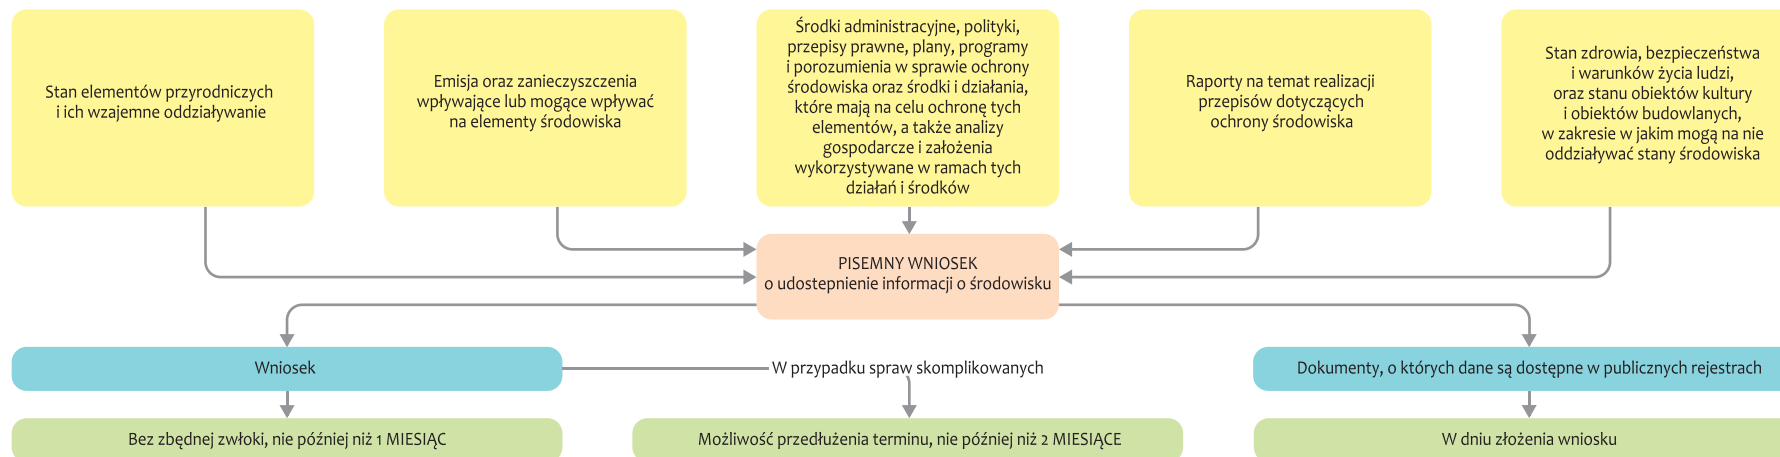 Stan elementów przyrodniczych
i ich wzajemne oddziaływanie
Emisja oraz zanieczyszczenia
wpływające lub mogące wpływać
na elementy środowiska
Środki administracyjne, polityki,
przepisy prawne, plany, programy
i porozumienia w sprawie ochrony
środowiska oraz środki i działania,
które mają na celu ochronę tych
elementów, a także analizy
gospodarcze i założenia
wykorzystywane w ramach tych
działań i środków
Raporty na temat realizacji
przepisów dotyczących
ochrony środowiska
Stan zdrowia, bezpieczeństwa
i warunków życia ludzi,
oraz stanu obiektów kultury
i obiektów budowlanych,
w zakresie w jakim mogą na nie
oddziaływać stany środowiska
PISEMNY WNIOSEK
o udostepnienie informacji o środowisku
Wniosek
W przypadku spraw skomplikowanych
Dokumenty, o których dane są dostępne w publicznych rejestrach
Bez zbędnej zwłoki, nie później niż 1 MIESIĄC
Możliwość przedłużenia terminu, nie później niż 2 MIESIĄCE
W dniu złożenia wniosku